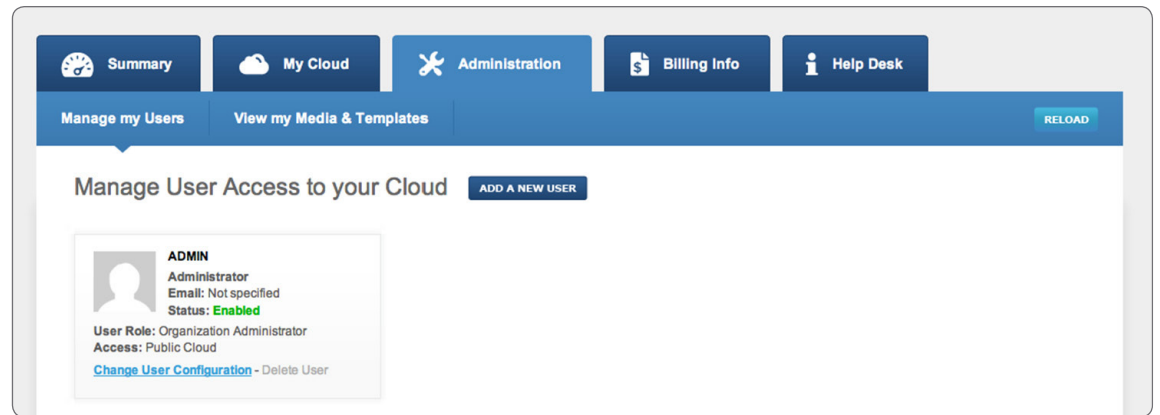 Summary
My Cloud
Administration
$ Billing Info
Help Desk
Manage my Users
View my Media & Templates
RELOAD
Manage User Access to your Cloud
ADD A NEW USER
ADMIN
Administrator
Email: Not specified
Status: Enabled
User Role: Organization Administrator
Access: Public Cloud
Change User Configuration - Delete User